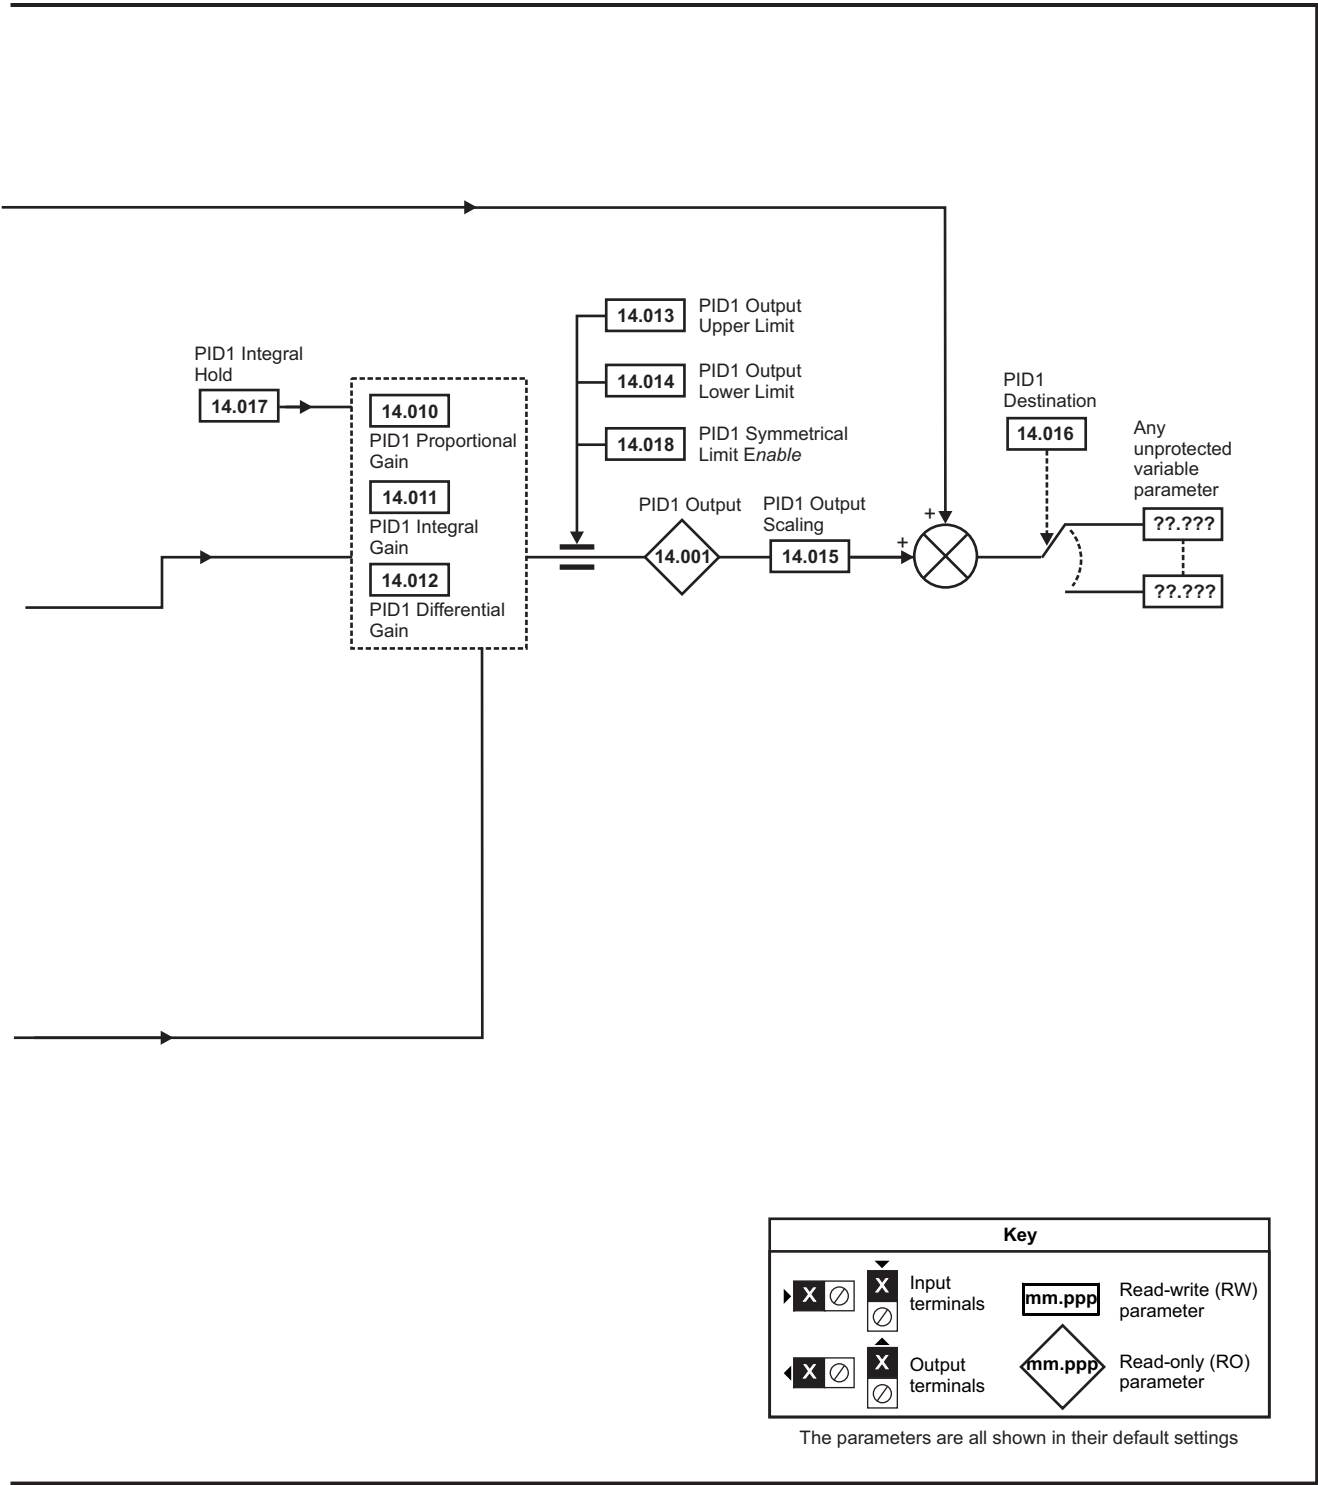 14.013
PID1 Output
Upper Limit
PID1 Integral
Hold
14.017
14.014
PID1 Output
Lower Limit
14.018
PID1 Symmetrical
Limit Enable
14.010
PID1 Proportional
Gain
14.011
PID1 Integral
Gain
14.012
PID1 Differential
Gain
PID1 Output
14.001
PID1 Output
Scaling
14.015
+
+
PID1
Destination
14.016
Any
unprotected
variable
parameter
??.???
??.???
Key
X
X
Input
terminals
mm.ppp
Read-write (RW)
parameter
X
X
Output
terminals
mm.ppp
Read-only (RO)
parameter
The parameters are all shown in their default settings